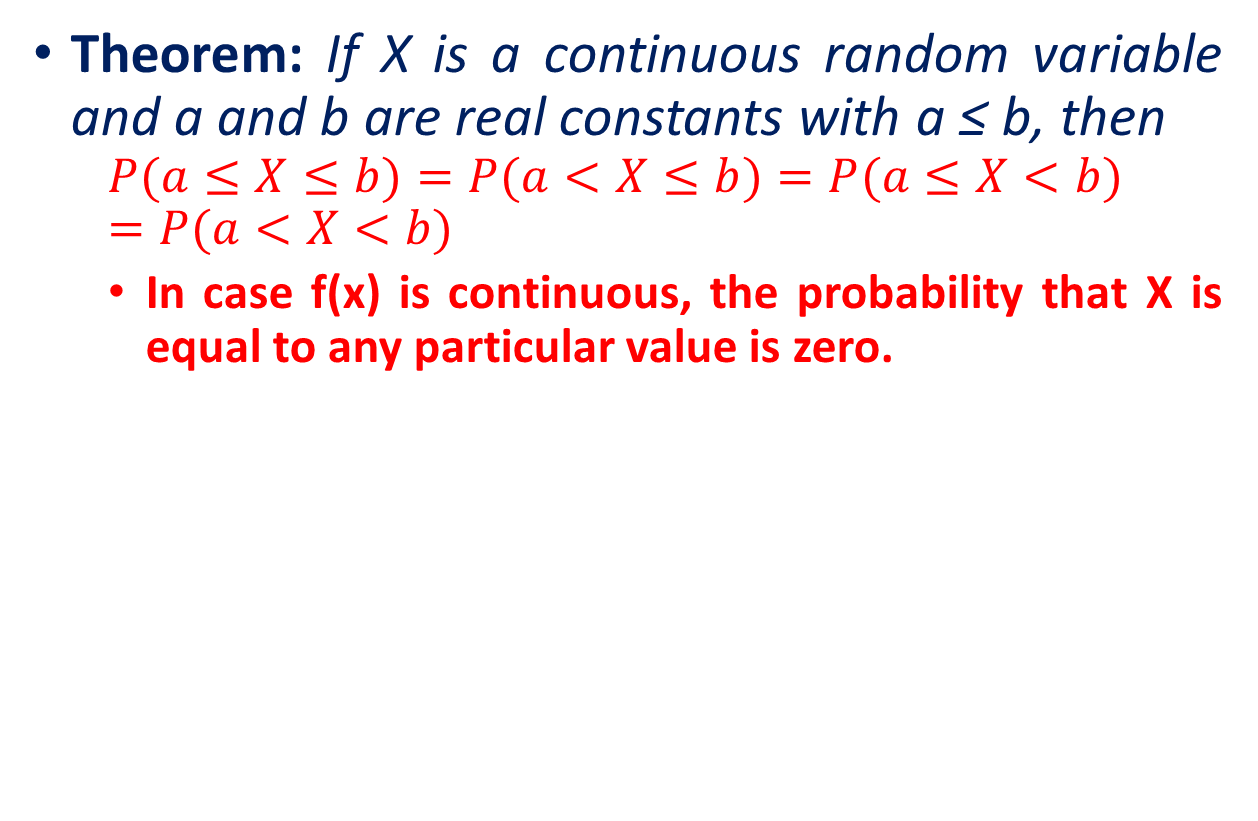 • Theorem: If X is a continuous random variable
and a and b are real constants with a ≤ b, then
P(a ≤ X ≤ b) = P(a < X ≤ b) = P(a ≤ X < b)
= P(a < X < b)
• In case f(x) is continuous, the probability that X is
equal to any particular value is zero.